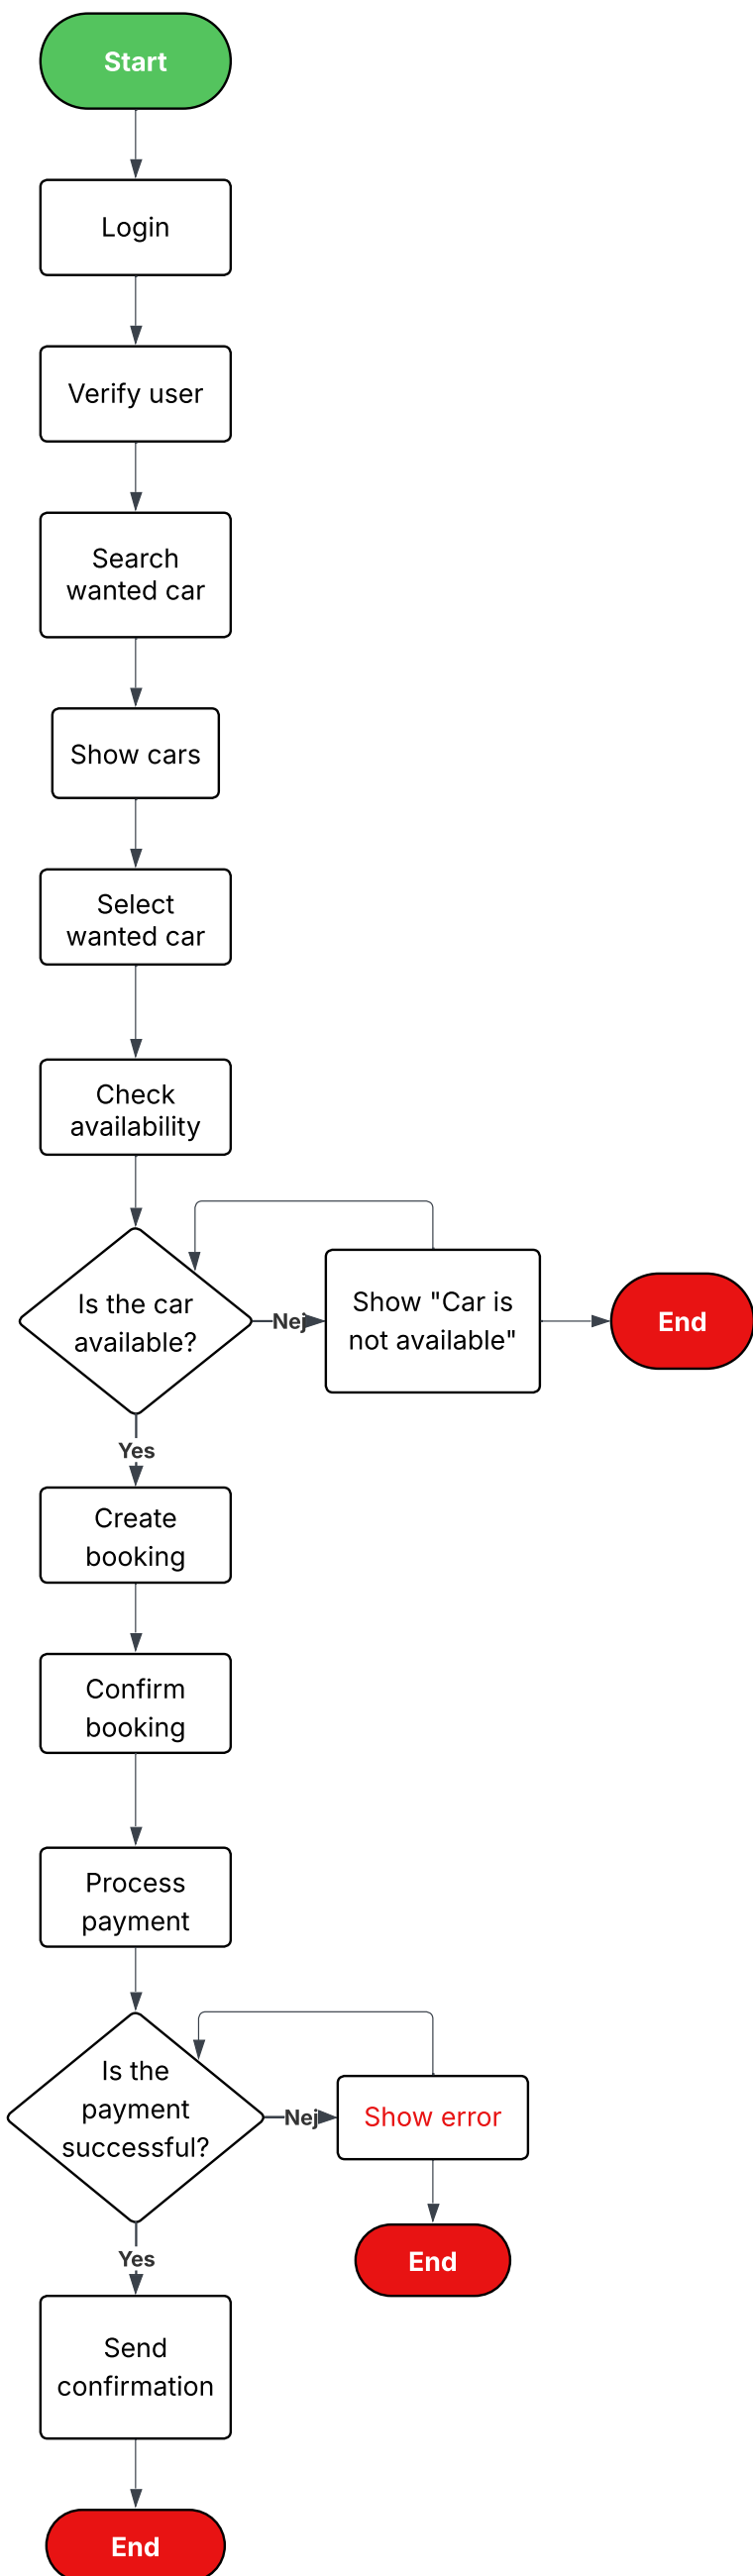 Start
Login
Verify user
Search
wanted car
Show cars
Select
wanted car
Check
availability
Is the car
available?
Nej
Show "Car is
not available"
End
Yes
Create
booking
Confirm
booking
Process
payment
Is the
payment
successful?
Nej
Show error
End
Yes
Send
confirmation
End